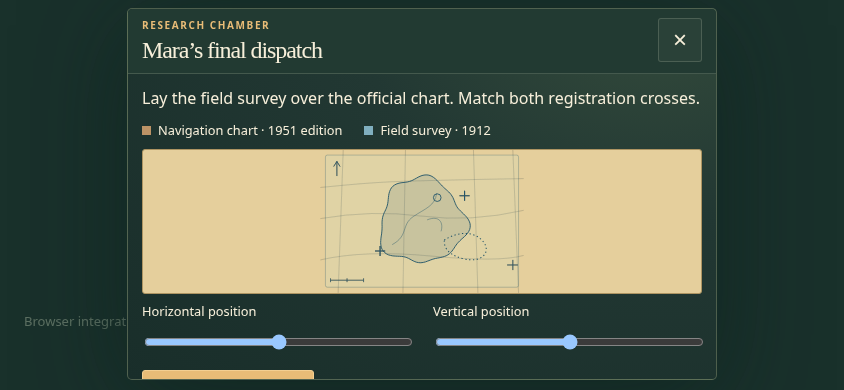 RESEARCH CHAMBER
Mara’s final dispatch
Lay the field survey over the official chart. Match both registration crosses.
Navigation chart · 1951 edition
Field survey · 1912
Horizontal position
Vertical position
Browser integrat